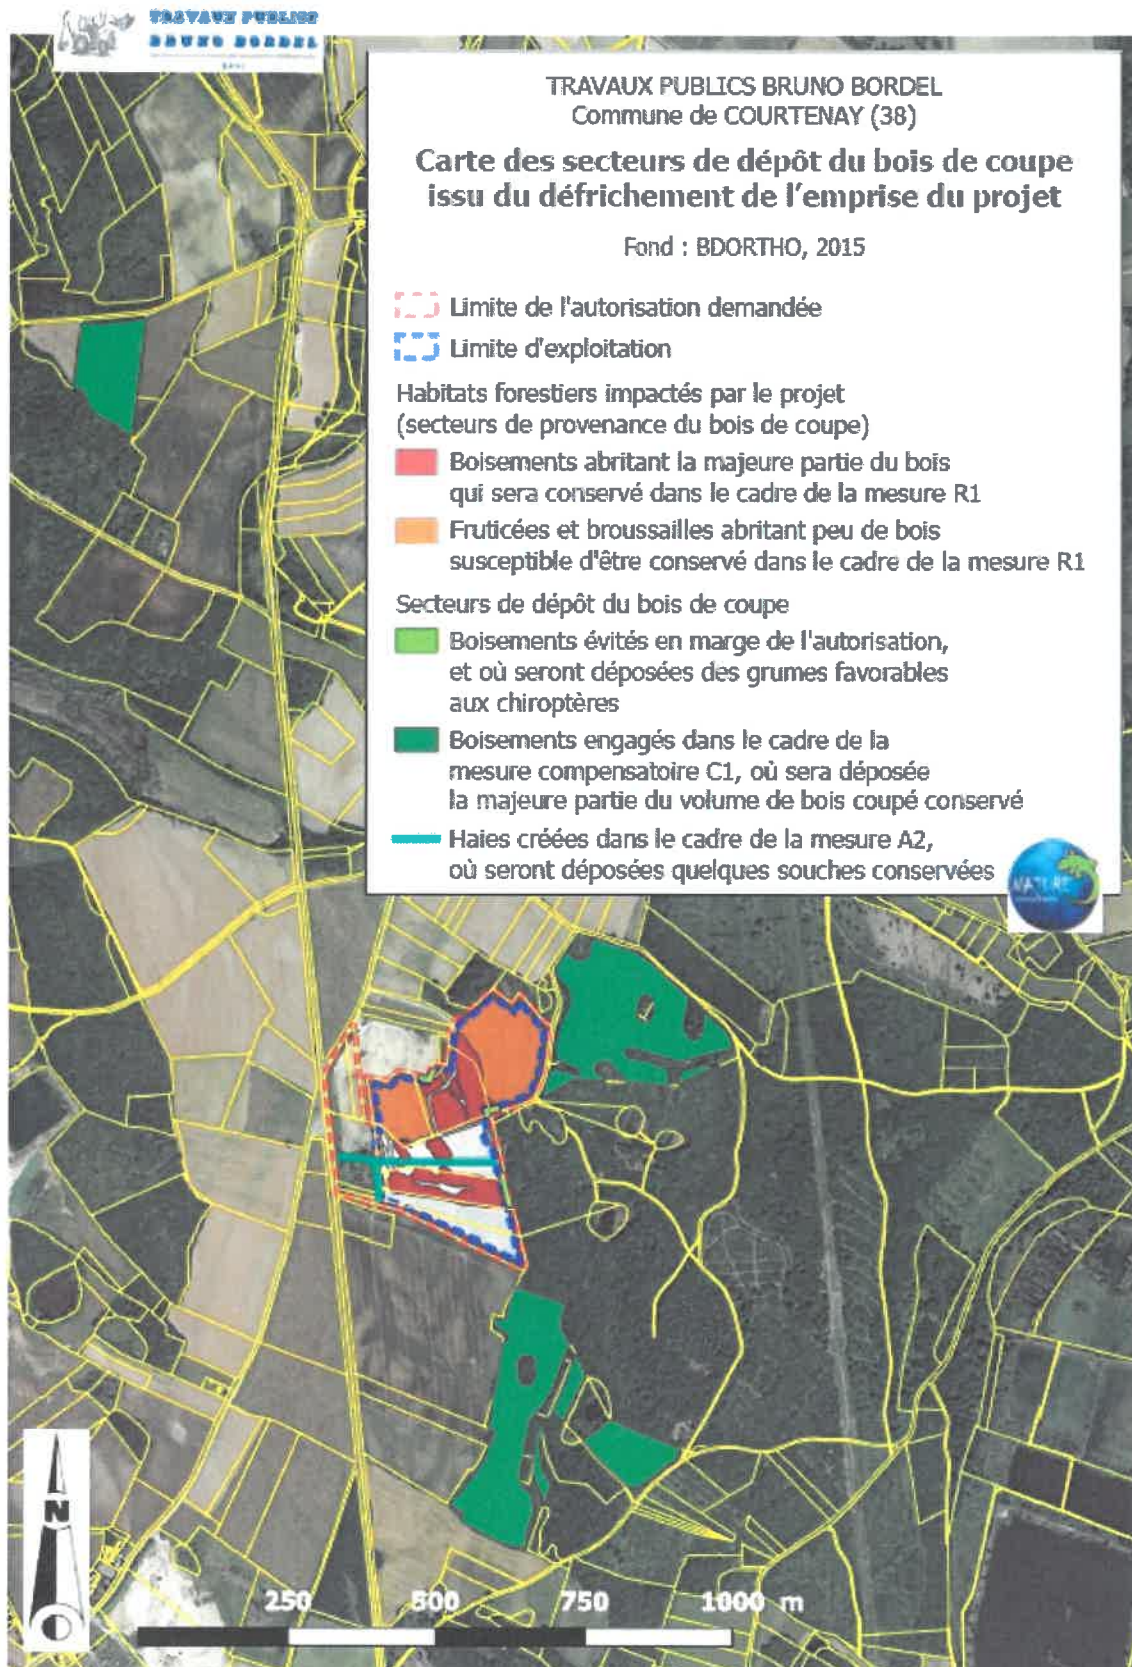 TRAVAUX PUBLICS
BRUNO BORDEL
TRAVAUX PUBLICS BRUNO BORDEL
Commune de COURTENAY (38)
Carte des secteurs de dépôt du bois de coupe
issu du défrichement de l'emprise du projet
Fond : BDORTHO, 2015
Limite de l'autorisation demandée
Limite d'exploitation
Habitats forestiers impactés par le projet
(secteurs de provenance du bois de coupe)
Boisements abritant la majeure partie du bois
qui sera conservé dans le cadre de la mesure R1
Fruticées et broussailles abritant peu de bois
susceptible d'être conservé dans le cadre de la mesure R1
Secteurs de dépôt du bois de coupe
Boisements évités en marge de l'autorisation,
et où seront déposées des grumes favorables
aux chiroptères
Boisements engagés dans le cadre de la
mesure compensatoire C1, où sera déposée
la majeure partie du volume de bois coupé conservé
Haies créées dans le cadre de la mesure A2,
où seront déposées quelques souches conservées
NATURE
N
250 500 750 1000 m